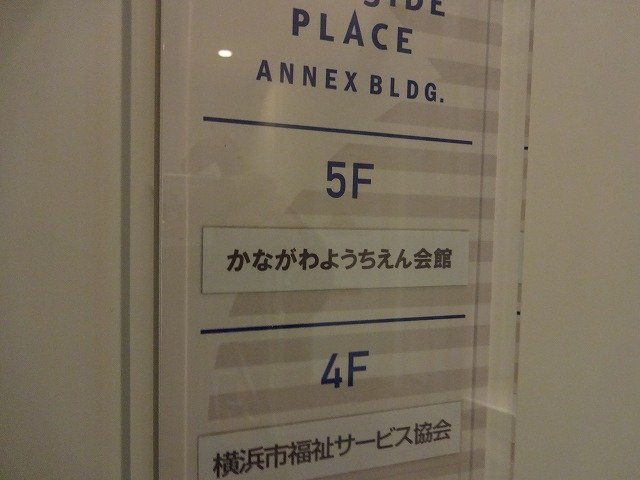 PLACE
ANNEX BLDG.
5F
かながわようちえん会館
4F
横浜市福祉サービス協会